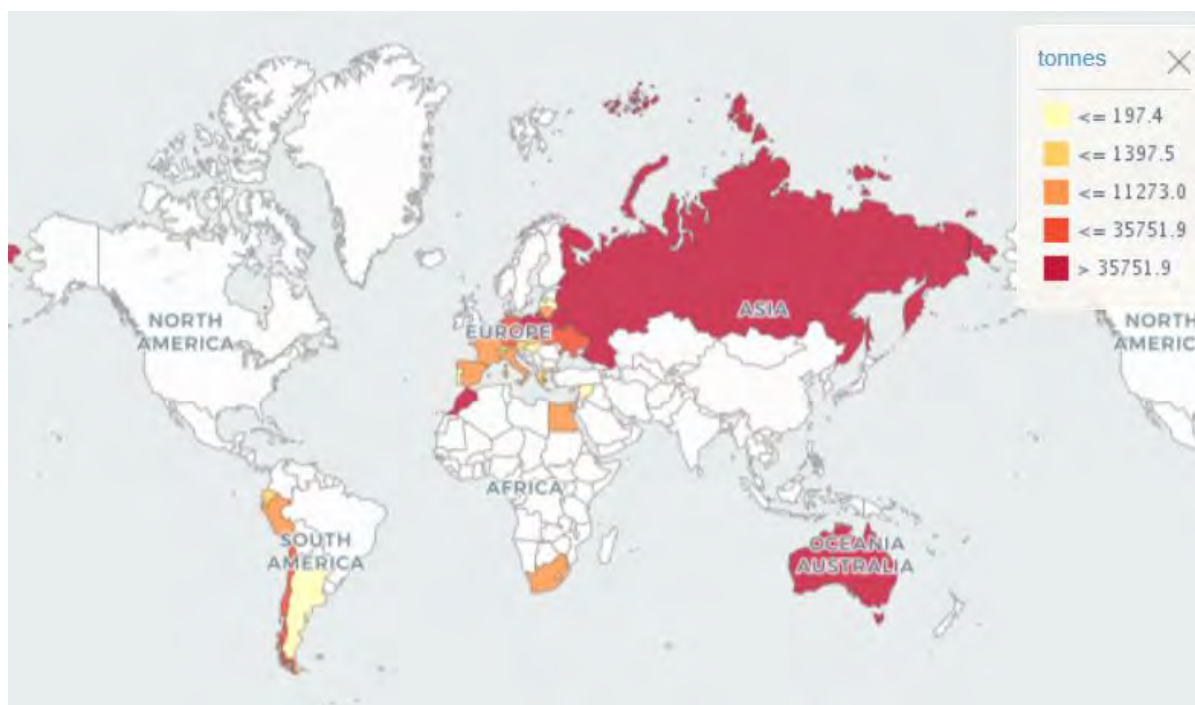 tonnes
<= 197.4
<= 1397.5
<= 11273.0
<= 35751.9
> 35751.9
NORTH
AMERICA
EUROPE
ASIA
NORTH
AMERIC
AFRICA
SOUTH
AMERICA
OCEANIA
AUSTRALIA